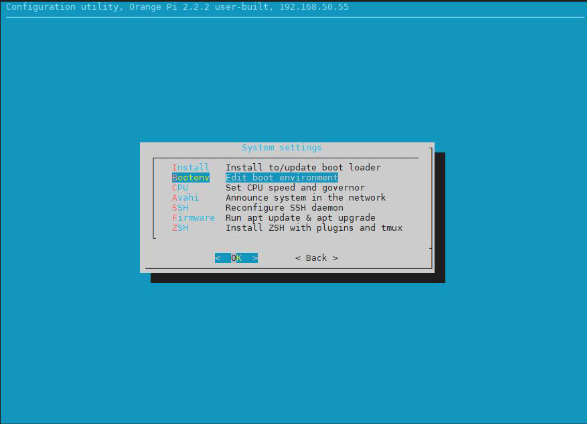 Configuration utility, Orange Pi 2.2.2 user-built, 192.168.50.55
System settings
Install Install to/update boot loader
Bootenv Edit boot environment
CPU Set CPU speed and governor
Avahi Announce system in the network
SSH Reconfigure SSH daemon
Firmware Run apt update & apt upgrade
ZSH Install ZSH with plugins and tmux
< OK > < Back >